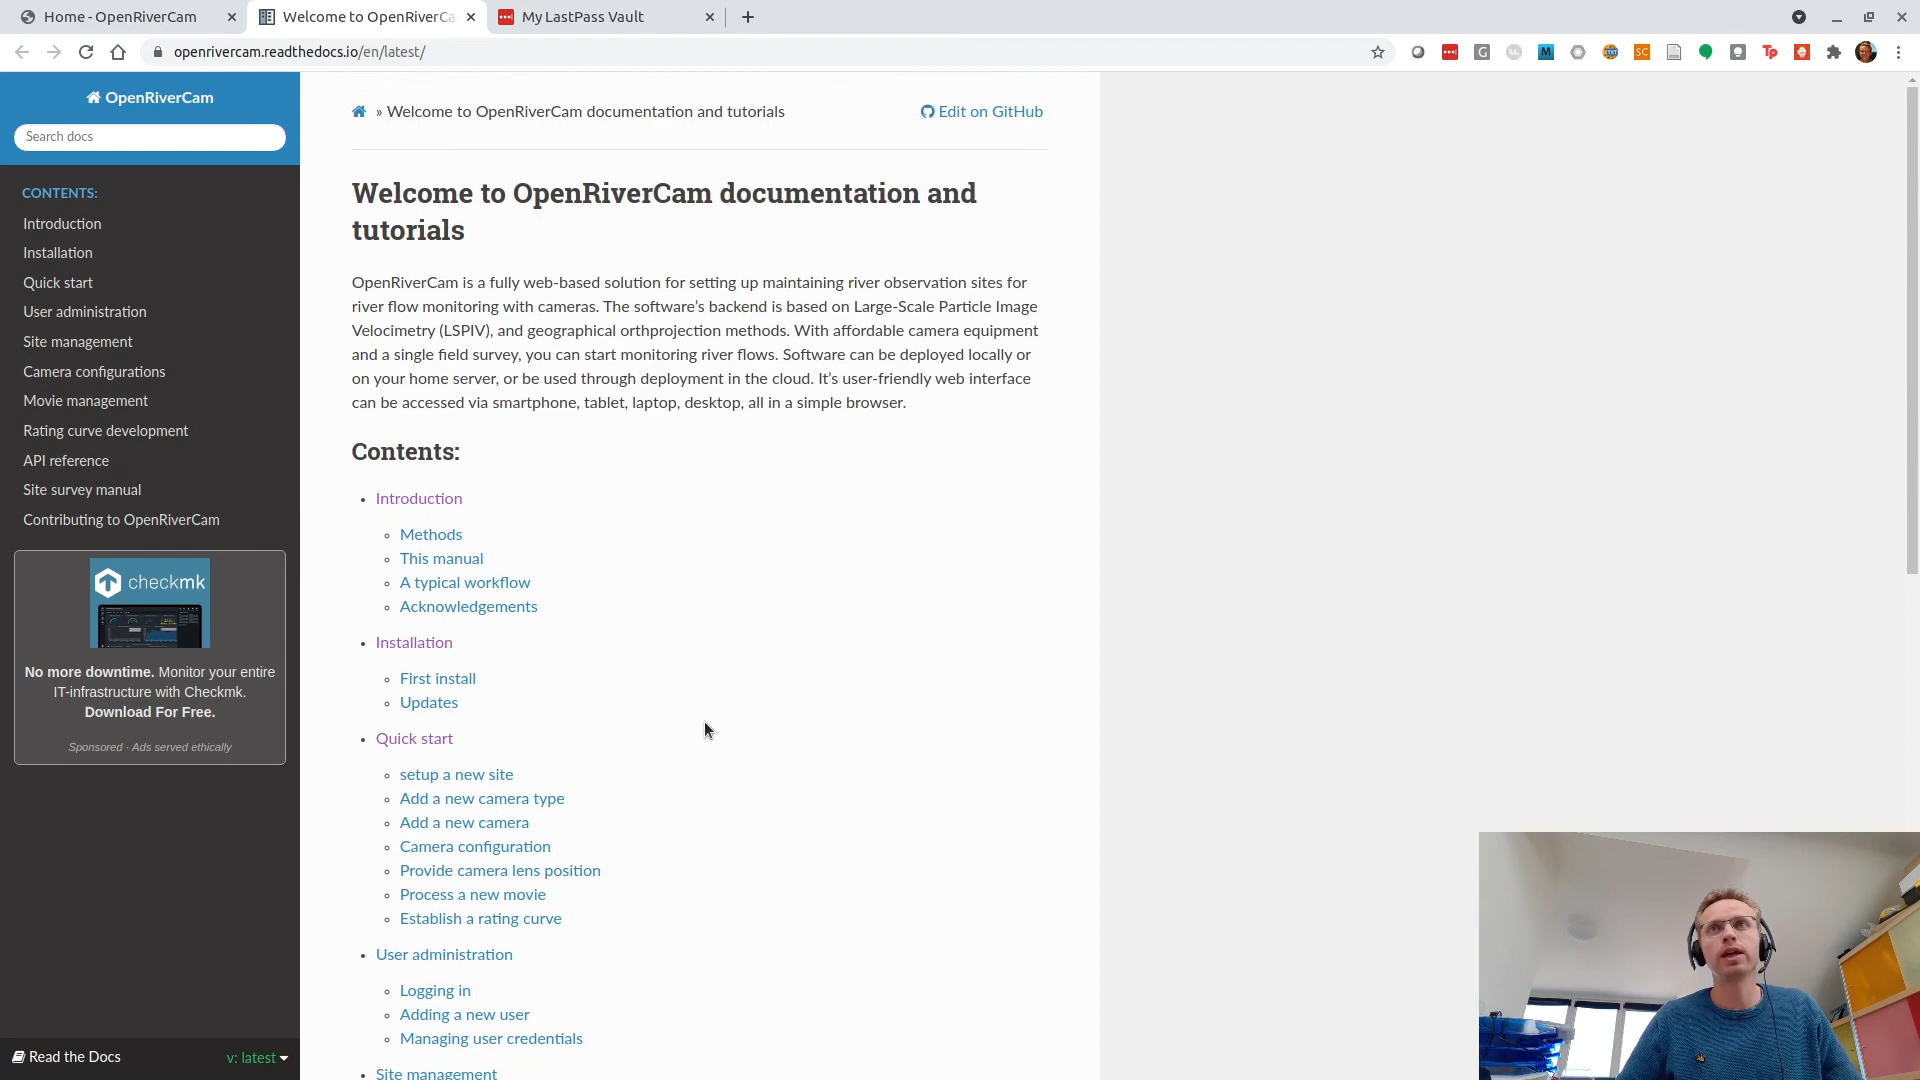 Home - OpenRiverCam
Welcome to OpenRiverCa
My LastPass Vault
openrivercam.readthedocs.io/en/latest/
OpenRiverCam
Search docs
CONTENTS:
Introduction
Installation
Quick start
User administration
Site management
Camera configurations
Movie management
Rating curve development
API reference
Site survey manual
Contributing to OpenRiverCam
checkmk
No more downtime. Monitor your entire
IT-infrastructure with Checkmk.
Download For Free.
Sponsored · Ads served ethically
Read the Docs
v: latest
» Welcome to OpenRiverCam documentation and tutorials
Edit on GitHub
Welcome to OpenRiverCam documentation and
tutorials
OpenRiverCam is a fully web-based solution for setting up maintaining river observation sites for
river flow monitoring with cameras. The software’s backend is based on Large-Scale Particle Image
Velocimetry (LSPIV), and geographical orthprojection methods. With affordable camera equipment
and a single field survey, you can start monitoring river flows. Software can be deployed locally or
on your home server, or be used through deployment in the cloud. It’s user-friendly web interface
can be accessed via smartphone, tablet, laptop, desktop, all in a simple browser.
Contents:
Introduction
Methods
This manual
A typical workflow
Acknowledgements
Installation
First install
Updates
Quick start
setup a new site
Add a new camera type
Add a new camera
Camera configuration
Provide camera lens position
Process a new movie
Establish a rating curve
User administration
Logging in
Adding a new user
Managing user credentials
Site management